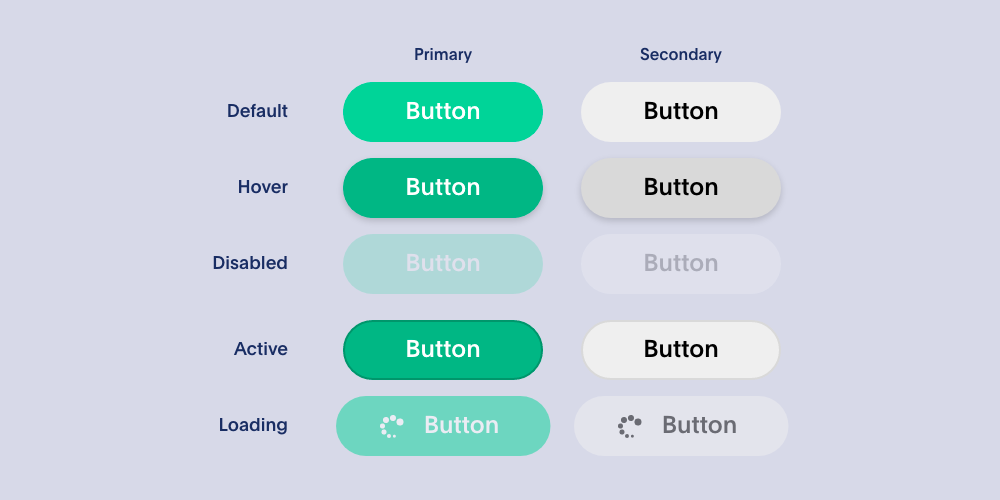 Primary Secondary
Default Button Button
Hover Button Button
Disabled Button Button
Active Button Button
Loading Button Button